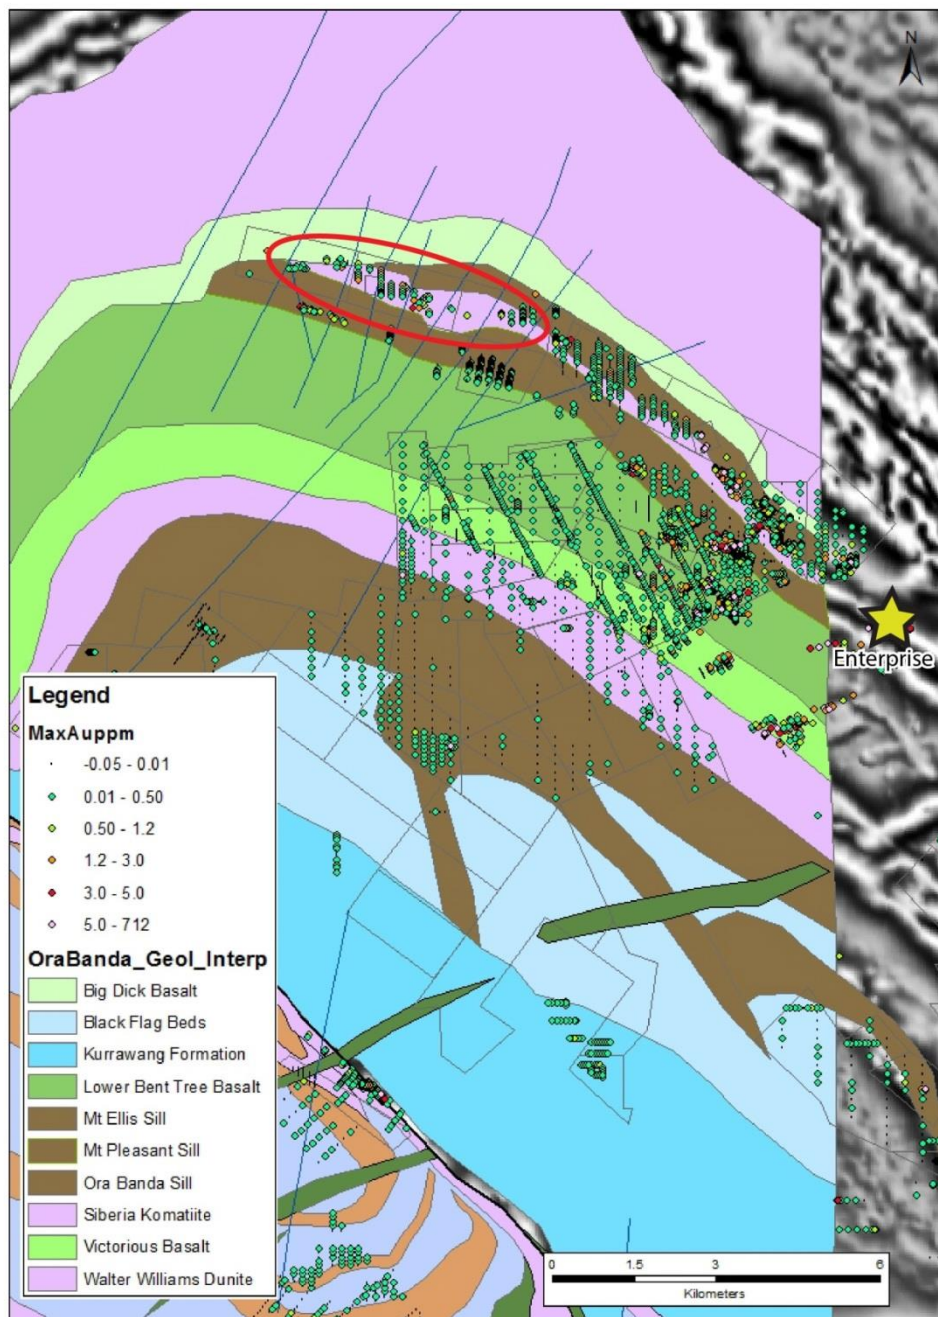 N
Enterprise
Legend
MaxAuppm
-0.05 - 0.01
0.01 - 0.50
0.50 - 1.2
1.2 - 3.0
3.0 - 5.0
5.0 - 712
OraBanda_Geol_Interp
Big Dick Basalt
Black Flag Beds
Kurrawang Formation
Lower Bent Tree Basalt
Mt Ellis Sill
Mt Pleasant Sill
Ora Banda Sill
Siberia Komatiite
Victorious Basalt
Walter Williams Dunite
0 1.5 3 6
Kilometers